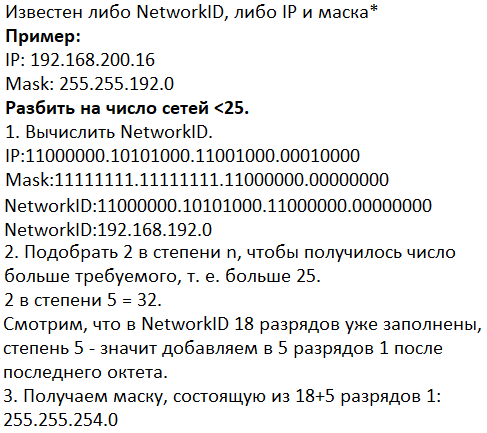 Известен либо NetworkID, либо IP и маска*
Пример:
IP: 192.168.200.16
Mask: 255.255.192.0
Разбить на число сетей <25.
1. Вычислить NetworkID.
IP:11000000.10101000.11001000.00010000
Mask:11111111.11111111.11000000.00000000
NetworkID:11000000.10101000.11000000.00000000
NetworkID:192.168.192.0
2. Подобрать 2 в степени n, чтобы получилось число
больше требуемого, т. е. больше 25.
2 в степени 5 = 32.
Смотрим, что в NetworkID 18 разрядов уже заполнены,
степень 5 - значит добавляем в 5 разрядов 1 после
последнего октета.
3. Получаем маску, состоящую из 18+5 разрядов 1:
255.255.254.0